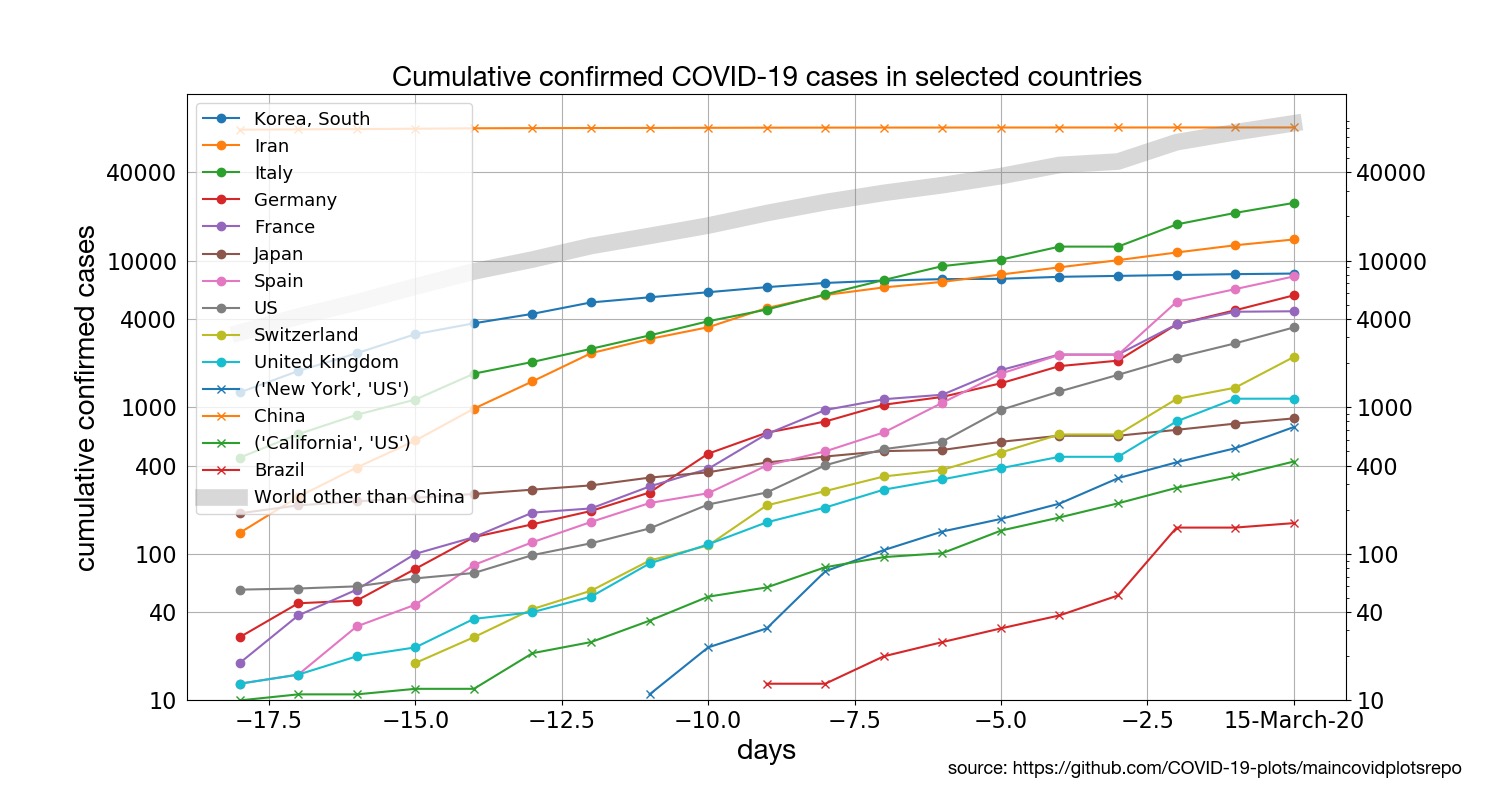 Cumulative confirmed COVID-19 cases in selected countries
cumulative confirmed cases
40000
10000
4000
1000
400
100
40
10
Korea, South
Iran
Italy
Germany
France
Japan
Spain
US
Switzerland
United Kingdom
('New York', 'US')
China
('California', 'US')
Brazil
World other than China
40000
10000
4000
1000
400
100
40
10
−17.5 −15.0 −12.5 −10.0 −7.5 −5.0 −2.5 15-March-20
days
source: https://github.com/COVID-19-plots/maincovidplotsrepo